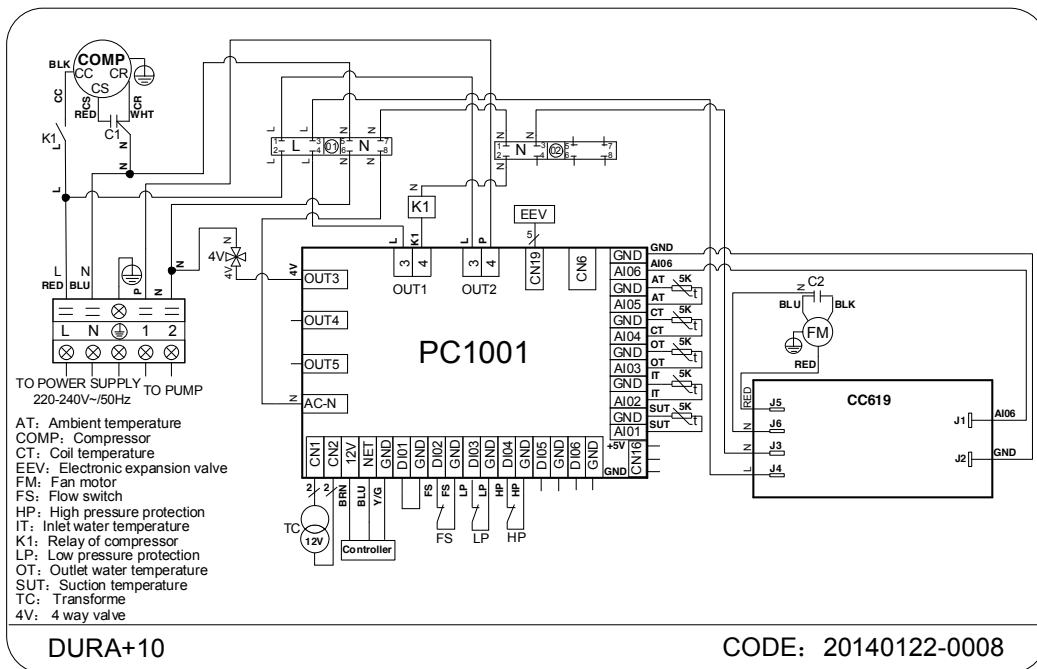 COMP
CC CR
CS
BLK
CC
CS
RED
CR
WHT
C1
K1
L
N
N
L
N
L
RED
N
BLU
P
N
L N 1 2
TO POWER SUPPLY TO PUMP
220-240V~/50Hz
4V
N
4V
L L N N
1 3 5 7
2 4 6 8
L 01 N
L L N N
N N
1 3 5 7
2 4 6 8
N 02
N
K1
L K1 L P
3 4 3 4
OUT1 OUT2
EEV
5
CN19
CN6
4V
OUT3
OUT4
OUT5
N
AC-N
PC1001
GND
AI06
GND
AI05
GND
AI04
GND
AI03
GND
AI02
GND
AI01
GND
AI06
AT 5K
AT t
CT 5K
CT t
OT 5K
OT t
IT 5K
IT t
SUT 5K
SUT t
+5V
GND
CN16
CN1 CN2 12V NET GND DI01 GND DI02 GND DI03 GND DI04 GND DI05 GND DI06 GND
2 2 BRN BLU Y/G FS FS LP LP HP HP
TC
12V
Controller
FS LP HP
N
C2
BLU BLK
FM
RED
RED
N
N
L
CC619
J5
J6
J3
J4
J1
J2
AI06
GND
AT: Ambient temperature
COMP: Compressor
CT: Coil temperature
EEV: Electronic expansion valve
FM: Fan motor
FS: Flow switch
HP: High pressure protection
IT: Inlet water temperature
K1: Relay of compressor
LP: Low pressure protection
OT: Outlet water temperature
SUT: Suction temperature
TC: Transforme
4V: 4 way valve
DURA+10
CODE: 20140122-0008